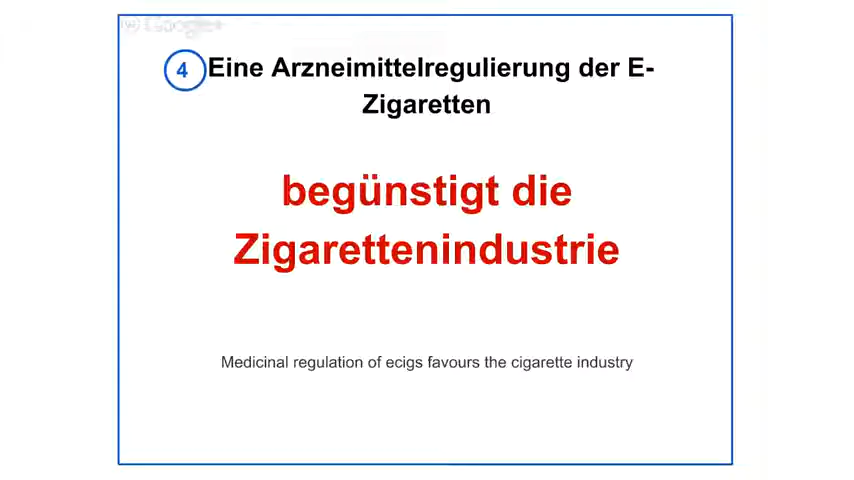 4 Eine Arzneimittelregulierung der E-
Zigaretten
begünstigt die
Zigarettenindustrie
Medicinal regulation of ecigs favours the cigarette industry